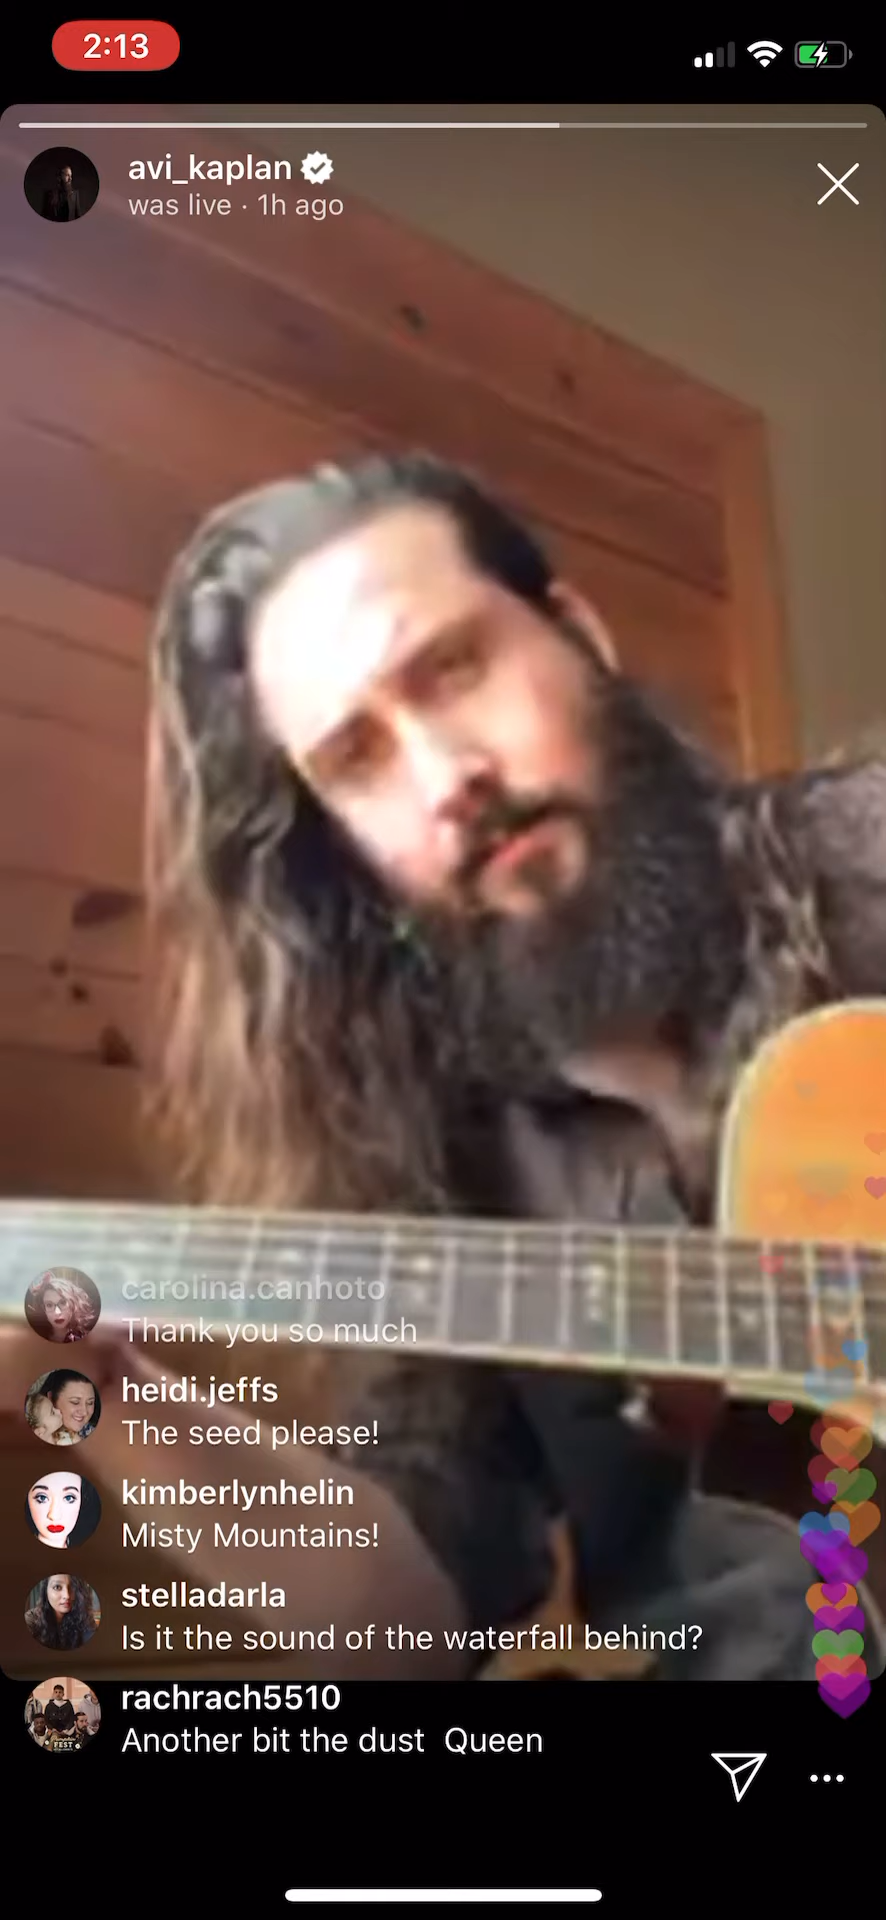 2:13
avi_kaplan
was live · 1h ago
carolina.canhoto
Thank you so much
heidi.jeffs
The seed please!
kimberlynhelin
Misty Mountains!
stelladarla
Is it the sound of the waterfall behind?
rachrach5510
Another bit the dust  Queen
FEST